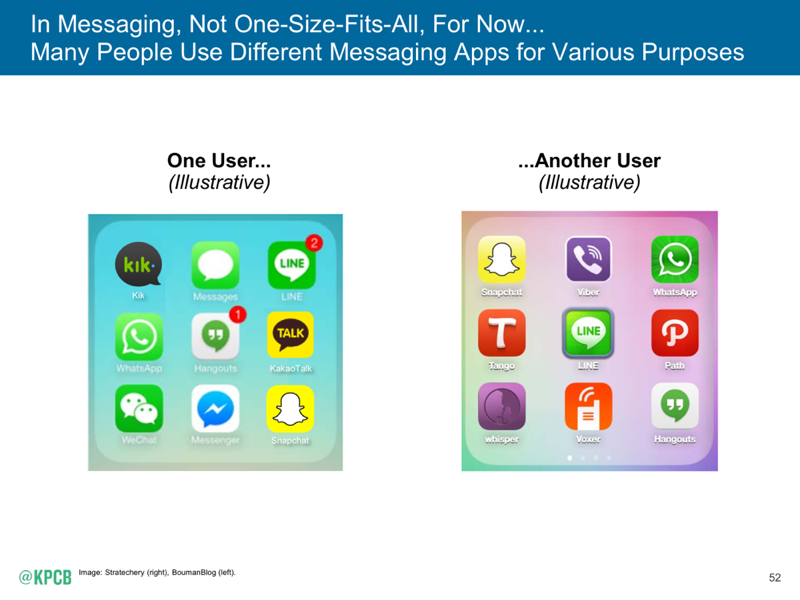 In Messaging, Not One-Size-Fits-All, For Now...
Many People Use Different Messaging Apps for Various Purposes
One User...
(Illustrative)
...Another User
(Illustrative)
kik·
LINE
2
Kik
Messages
LINE
1
TALK
WhatsApp
Hangouts
KakaoTalk
WeChat
Messenger
Snapchat
Snapchat
Viber
WhatsApp
T
LINE
P
Tango
LINE
Path
whisper
Voxer
Hangouts
@KPCB
Image: Stratechery (right), BoumanBlog (left).
52